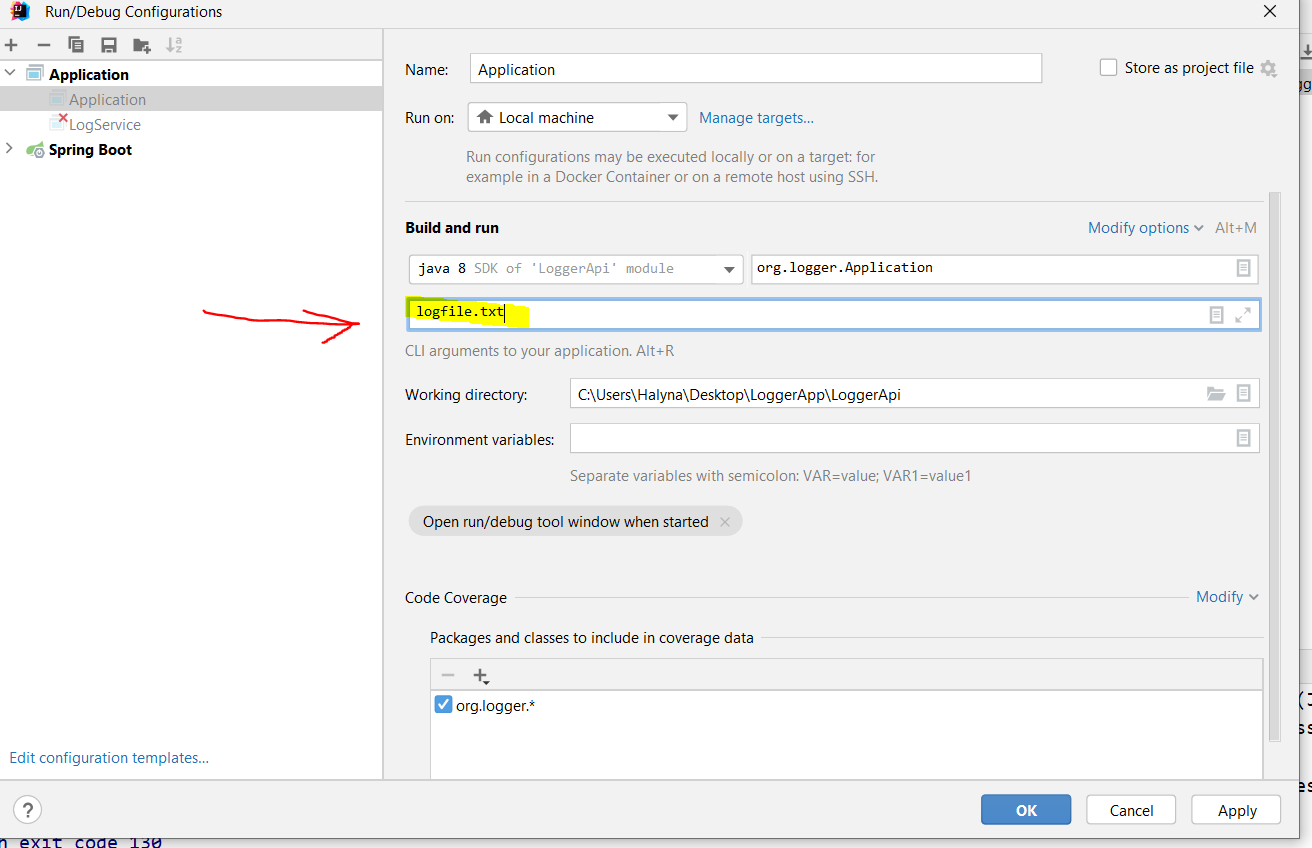 Run/Debug Configurations
Application
Application
LogService
Spring Boot
Edit configuration templates...
Name: Application
Store as project file
Run on: Local machine Manage targets...
Run configurations may be executed locally or on a target: for
example in a Docker Container or on a remote host using SSH.
Build and run Modify options Alt+M
java 8 SDK of 'LoggerApi' module org.logger.Application
logfile.txt
CLI arguments to your application. Alt+R
Working directory: C:\Users\Halyna\Desktop\LoggerApp\LoggerApi
Environment variables:
Separate variables with semicolon: VAR=value; VAR1=value1
Open run/debug tool window when started
Code Coverage Modify
Packages and classes to include in coverage data
org.logger.*
? OK Cancel Apply
exit code 130